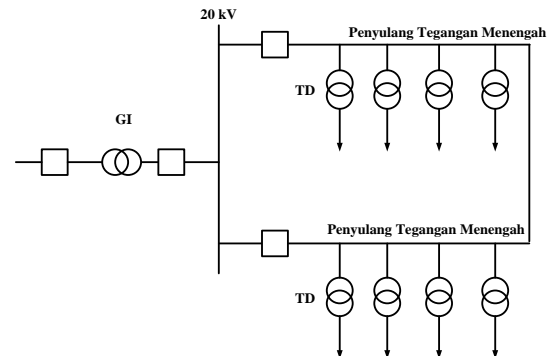 20 kV
Penyulang Tegangan Menengah
TD
GI
Penyulang Tegangan Menengah
TD